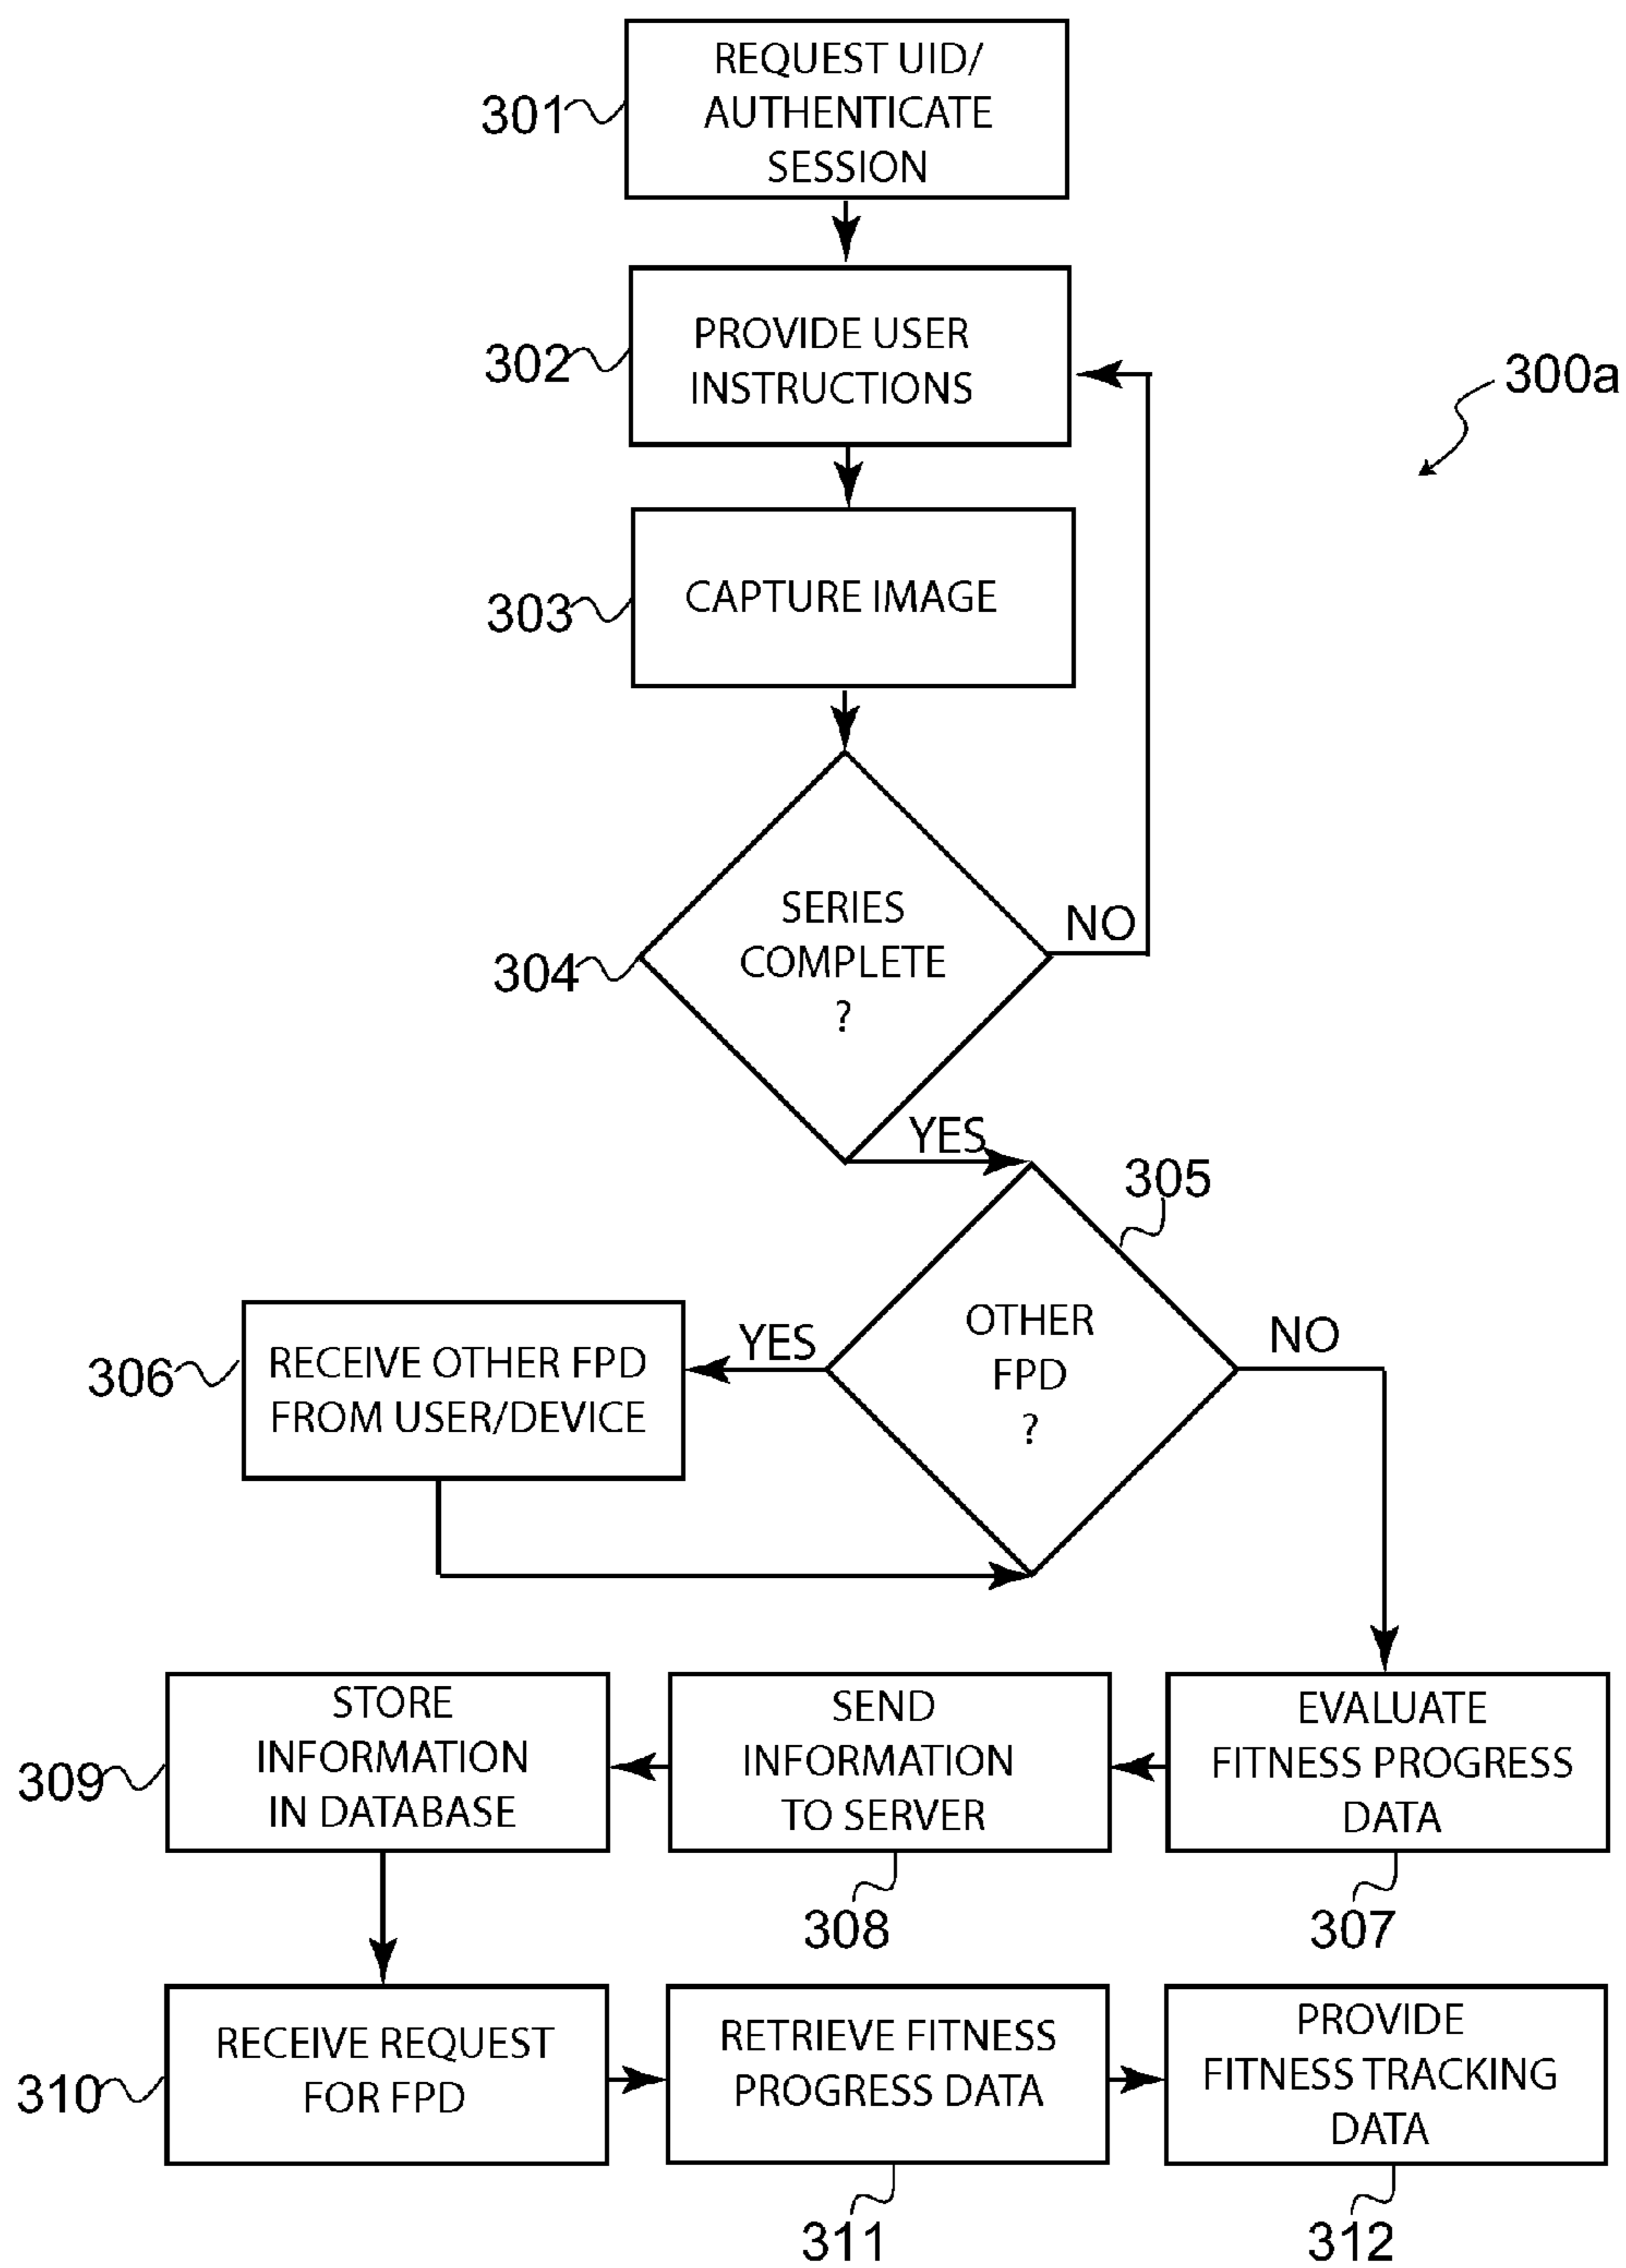 REQUEST UID/
AUTHENTICATE
SESSION
301
PROVIDE USER
INSTRUCTIONS
302
300a
CAPTURE IMAGE
303
SERIES
COMPLETE
?
NO
304
YES
305
OTHER
FPD
?
YES
NO
RECEIVE OTHER FPD
FROM USER/DEVICE
306
STORE
INFORMATION
IN DATABASE
309
SEND
INFORMATION
TO SERVER
308
EVALUATE
FITNESS PROGRESS
DATA
307
RECEIVE REQUEST
FOR FPD
310
RETRIEVE FITNESS
PROGRESS DATA
311
PROVIDE
FITNESS TRACKING
DATA
312